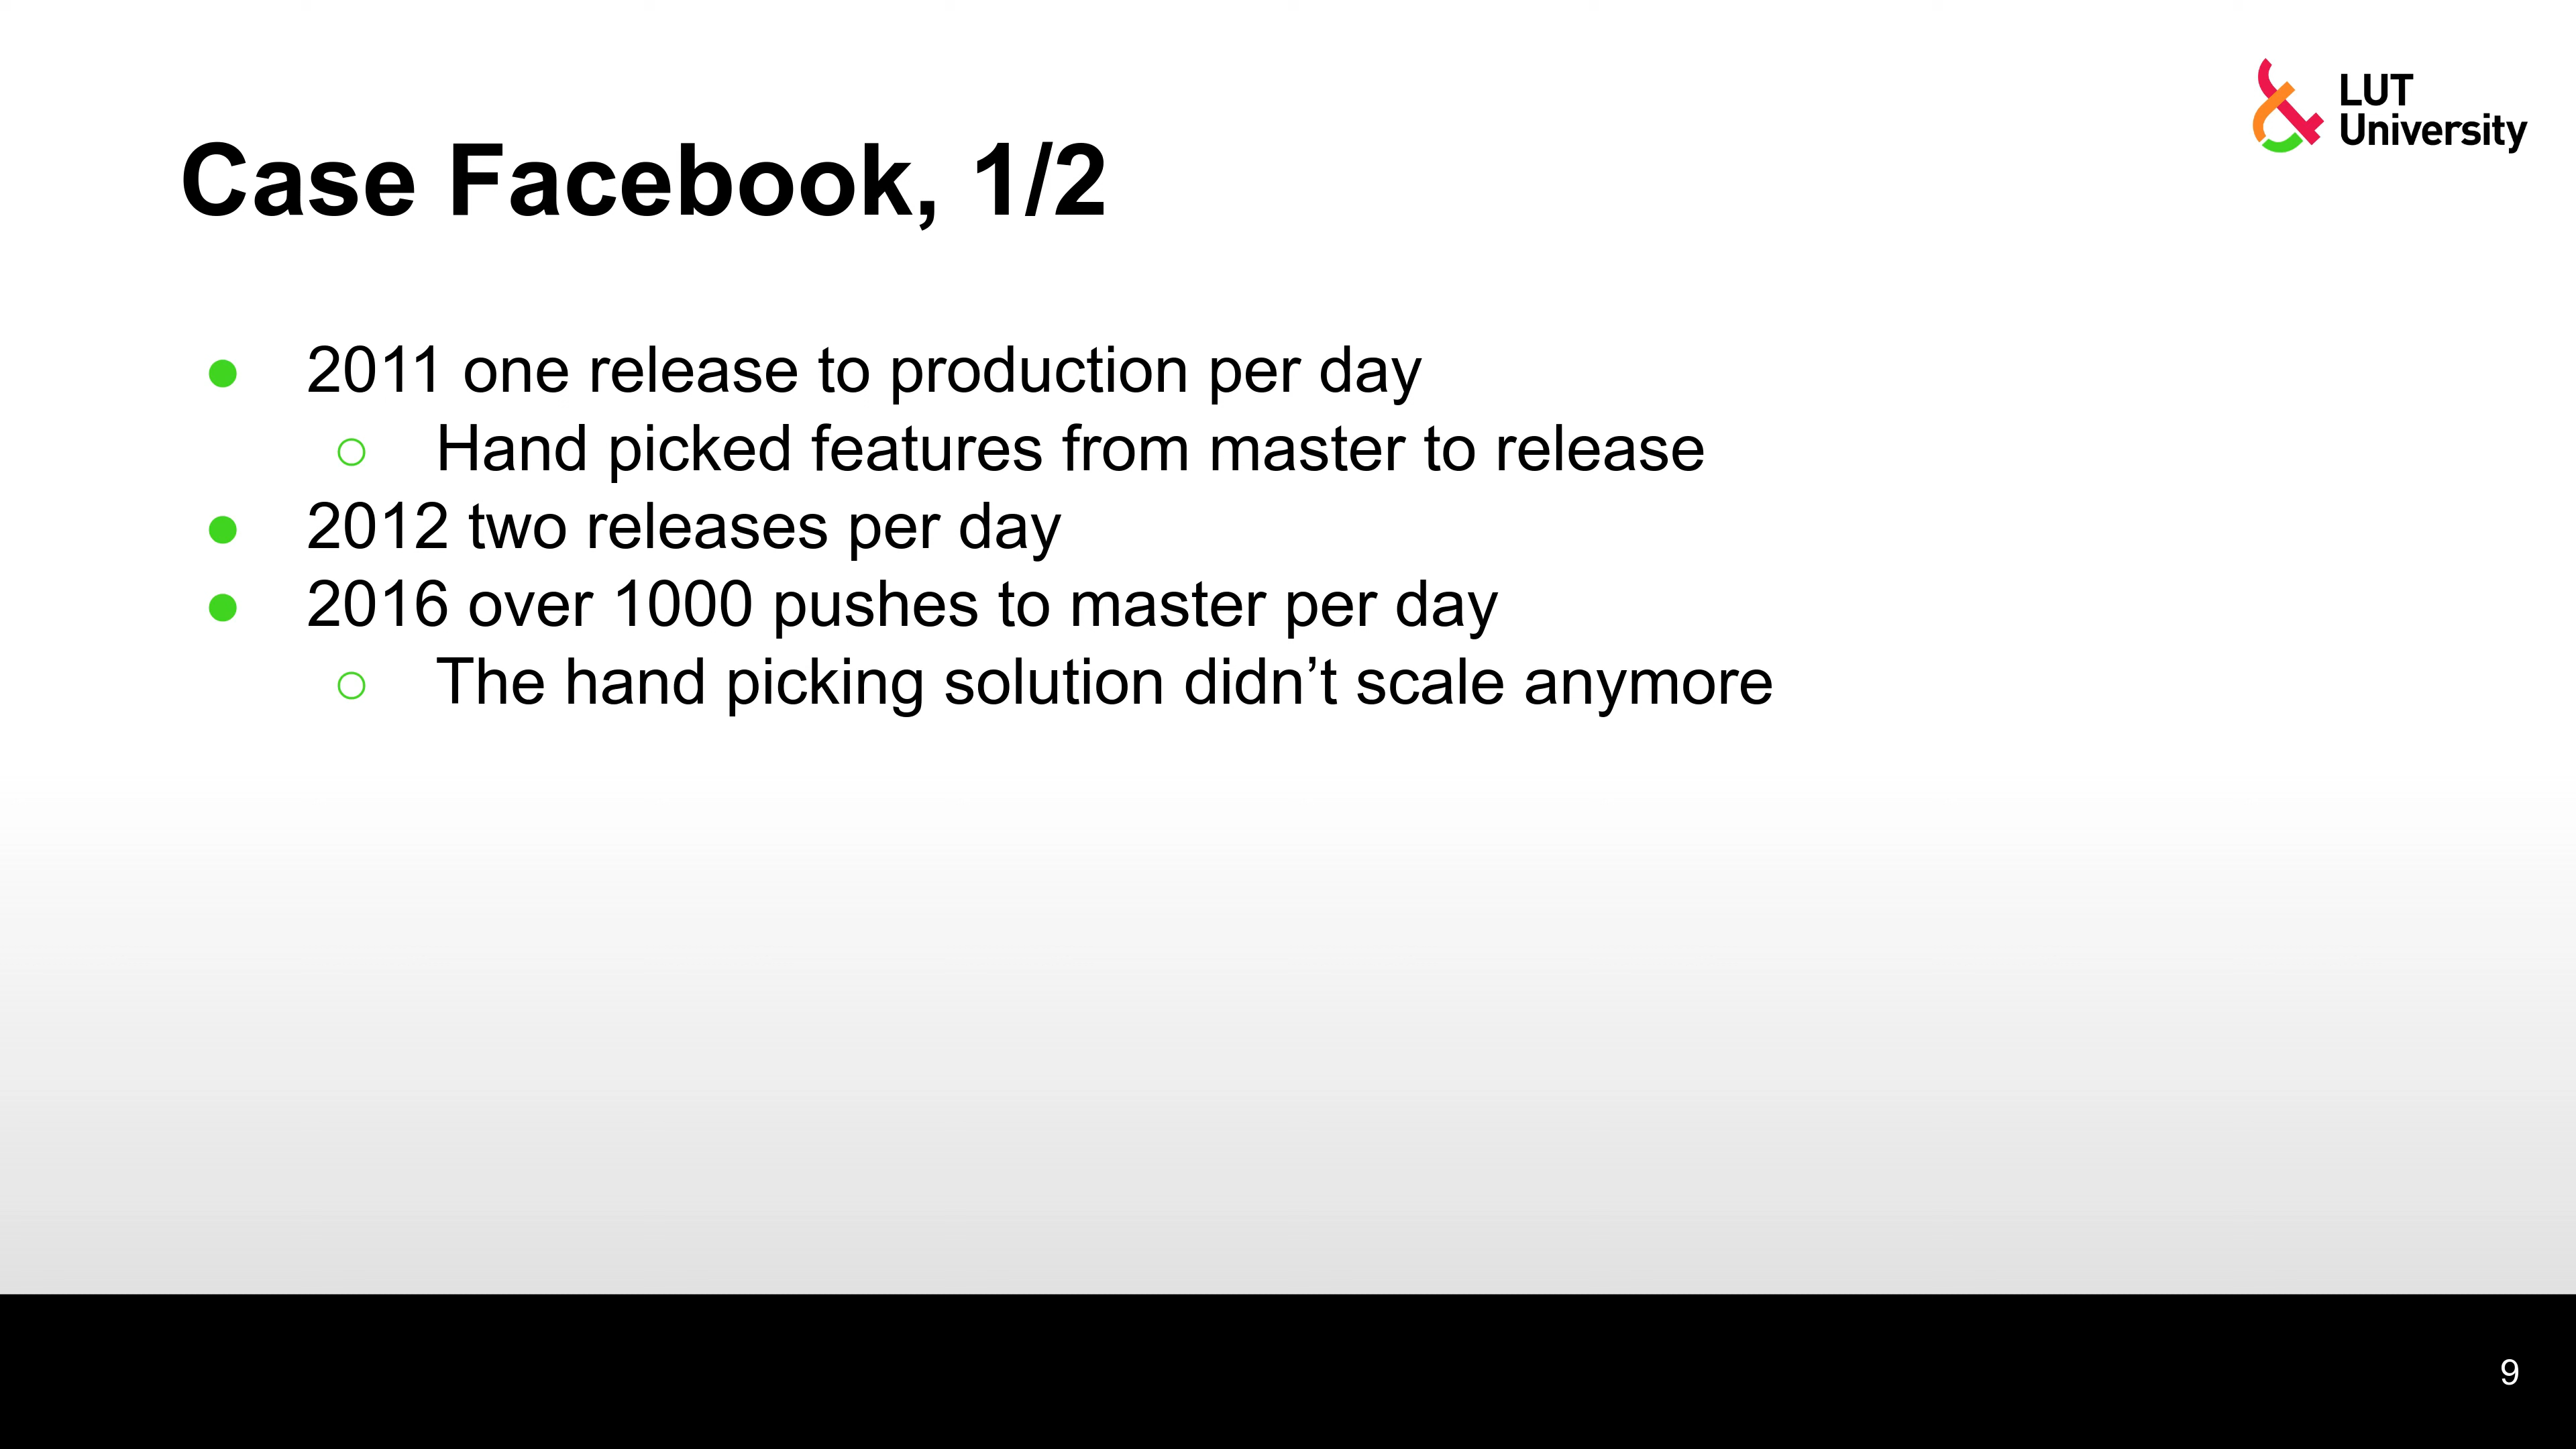 LUT
University
Case Facebook, 1/2
● 2011 one release to production per day
○ Hand picked features from master to release
● 2012 two releases per day
● 2016 over 1000 pushes to master per day
○ The hand picking solution didn’t scale anymore
9